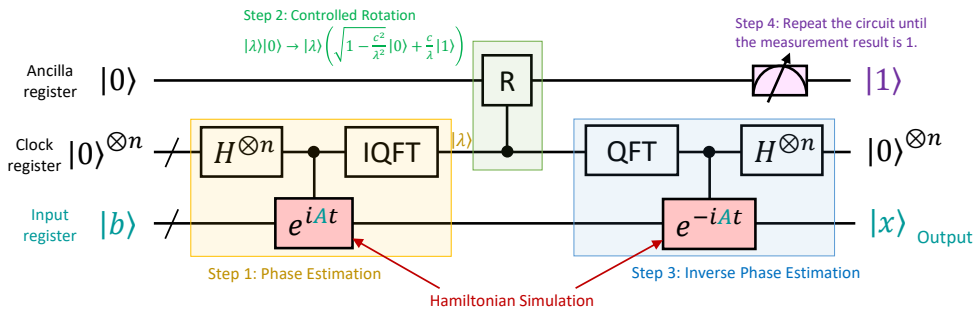 Step 2: Controlled Rotation
|λ⟩|0⟩ → |λ⟩(√(1 − c²/λ²)|0⟩ + c/λ|1⟩)
Step 4: Repeat the circuit until
the measurement result is 1.
Ancilla
register
|0⟩
R
|1⟩
Clock
register
|0⟩^⊗n
H^⊗n
IQFT
|λ⟩
QFT
H^⊗n
|0⟩^⊗n
Input
register
|b⟩
e^{iAt}
e^{−iAt}
|x⟩ Output
Step 1: Phase Estimation
Step 3: Inverse Phase Estimation
Hamiltonian Simulation